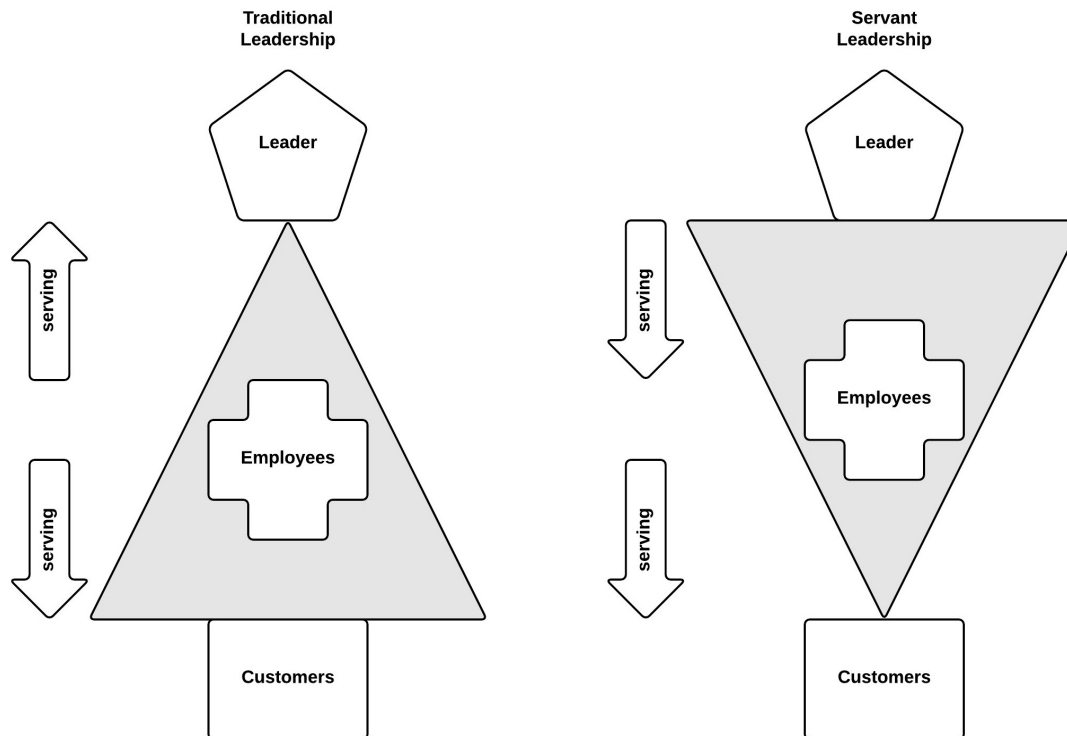 Traditional
Leadership
Leader
serving
Employees
serving
Customers
Servant
Leadership
Leader
serving
Employees
serving
Customers